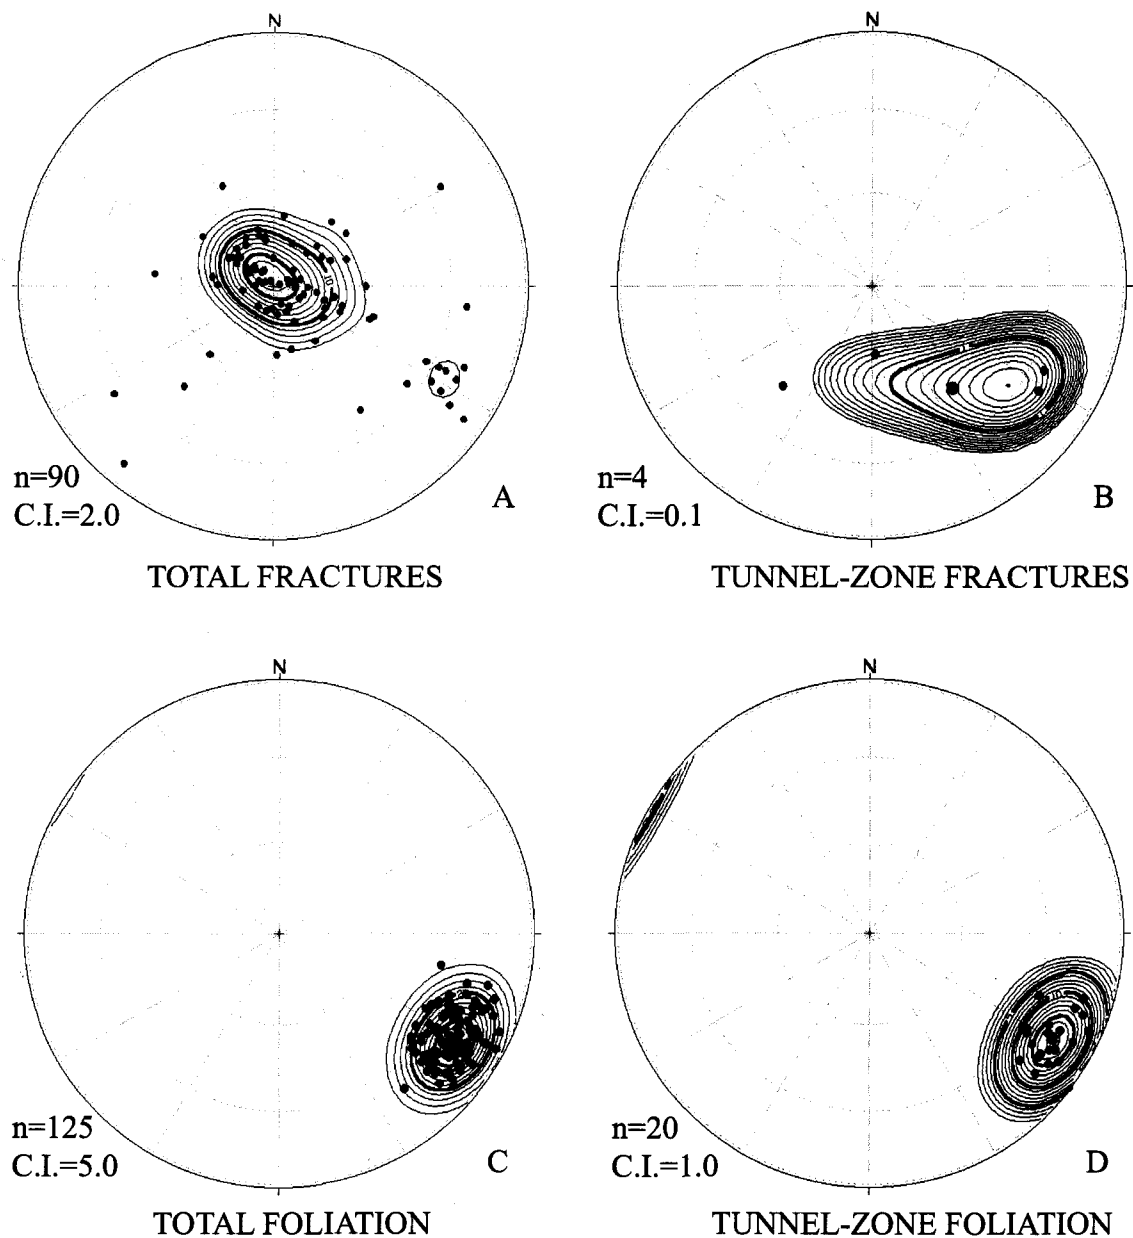 N
n=90
C.I.=2.0
A
TOTAL FRACTURES
N
n=4
C.I.=0.1
B
TUNNEL-ZONE FRACTURES
N
n=125
C.I.=5.0
C
TOTAL FOLIATION
N
n=20
C.I.=1.0
D
TUNNEL-ZONE FOLIATION